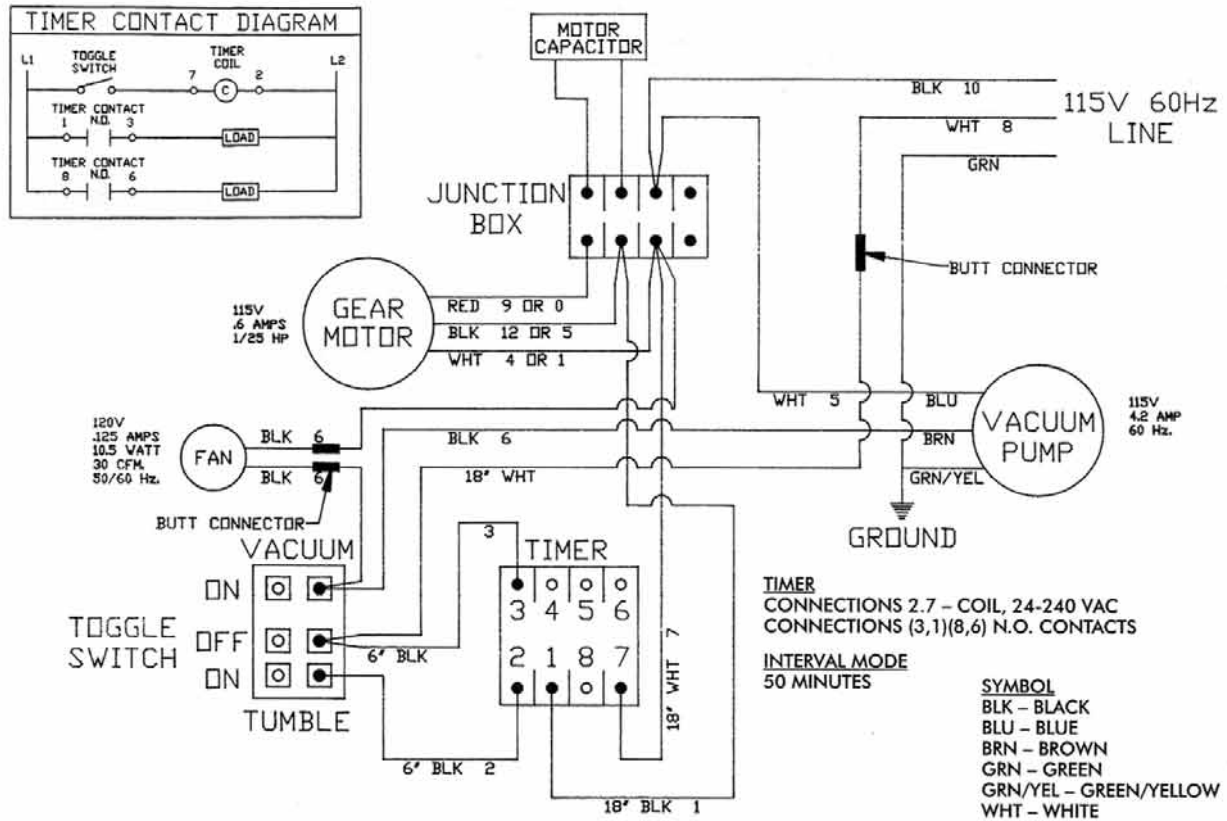 TIMER CONTACT DIAGRAM
L1
TOGGLE
SWITCH
TIMER
COIL
L2
7
C
2
TIMER CONTACT
1
N.O.
3
LOAD
TIMER CONTACT
8
N.O.
6
LOAD
MOTOR
CAPACITOR
BLK 10
WHT 8
GRN
115V 60Hz
LINE
JUNCTION
BOX
BUTT CONNECTOR
115V
.6 AMPS
1/25 HP
GEAR
MOTOR
RED 9 OR 0
BLK 12 OR 5
WHT 4 OR 1
WHT 5
BLU
BRN
GRN/YEL
VACUUM
PUMP
115V
4.2 AMP
60 Hz.
120V
.125 AMPS
10.5 WATT
30 CFM.
50/60 Hz.
FAN
BLK 6
BLK 6
BLK 6
18" WHT
BUTT CONNECTOR
GROUND
VACUUM
ON
OFF
ON
TOGGLE
SWITCH
TUMBLE
3
6" BLK
6" BLK 2
TIMER
3 4 5 6
2 1 8 7
18" WHT 7
18" BLK 1
TIMER
CONNECTIONS 2.7 – COIL, 24-240 VAC
CONNECTIONS (3,1)(8,6) N.O. CONTACTS
INTERVAL MODE
50 MINUTES
SYMBOL
BLK – BLACK
BLU – BLUE
BRN – BROWN
GRN – GREEN
GRN/YEL – GREEN/YELLOW
WHT – WHITE